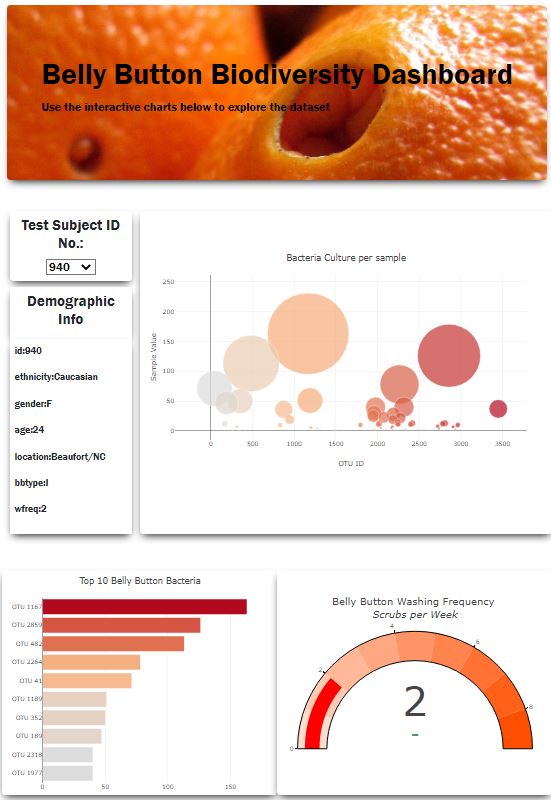 Belly Button Biodiversity Dashboard
Use the interactive charts below to explore the dataset
Test Subject ID
No.:
940
Demographic
Info
id:940
ethnicity:Caucasian
gender:F
age:24
location:Beaufort/NC
bbtype:I
wfreq:2
Bacteria Culture per sample
Sample Value
250
200
150
100
50
0
0 500 1000 1500 2000 2500 3000 3500
OTU ID
Top 10 Belly Button Bacteria
OTU 1167
OTU 2859
OTU 482
OTU 2264
OTU 41
OTU 1189
OTU 352
OTU 189
OTU 2318
OTU 1977
0 50 100 150
Belly Button Washing Frequency
Scrubs per Week
0
2
4
6
8
2
-